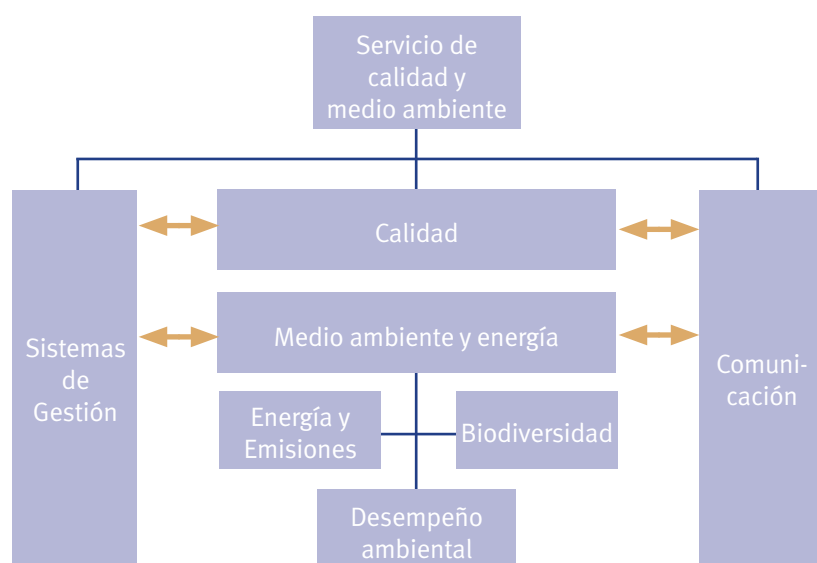 Servicio de
calidad y
medio ambiente
Calidad
Medio ambiente y energía
Sistemas
de
Gestión
Comuni-
cación
Energía y
Emisiones
Biodiversidad
Desempeño
ambiental